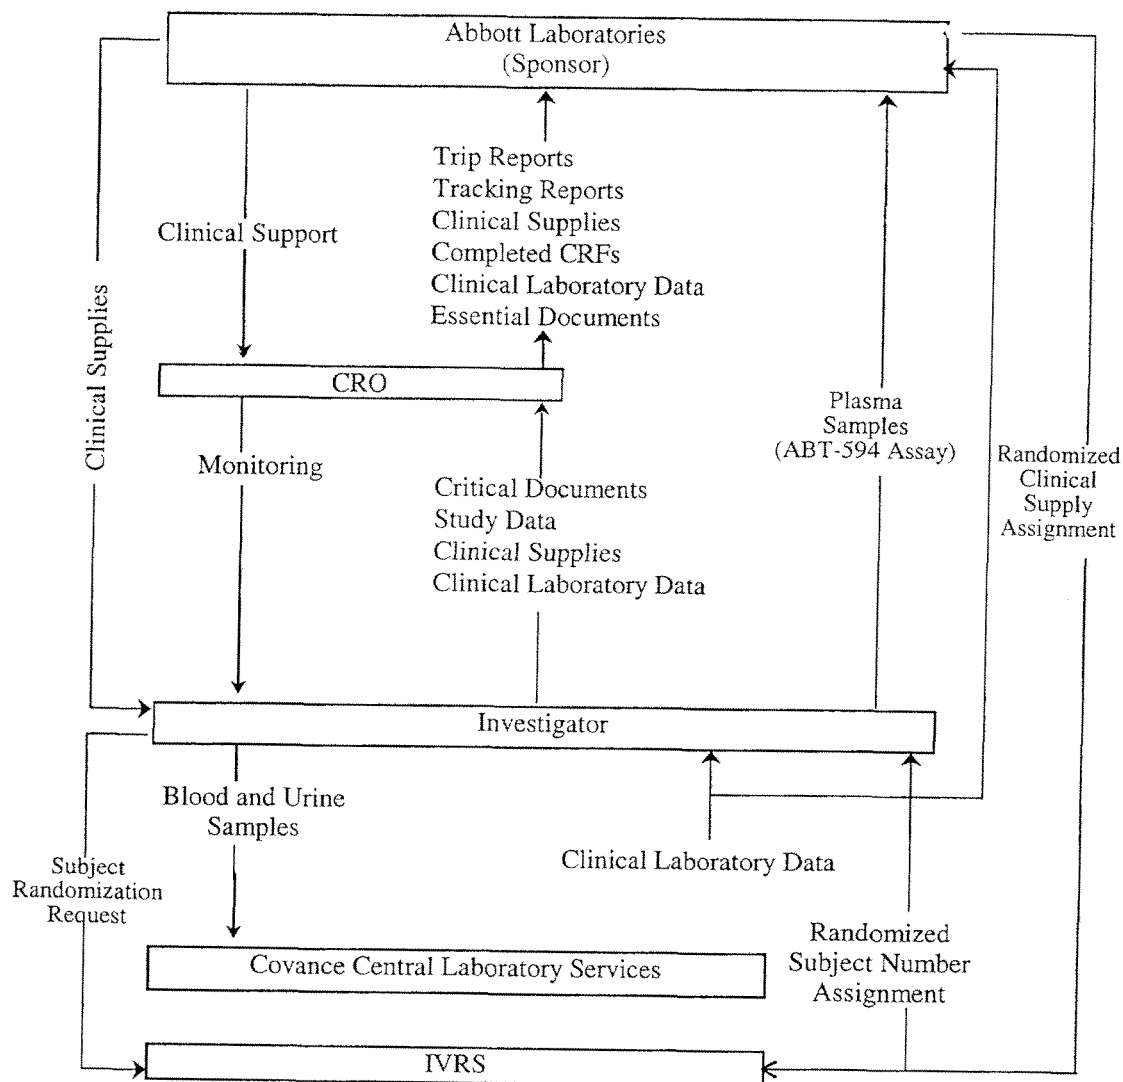 Abbott Laboratories
(Sponsor)
Trip Reports
Tracking Reports
Clinical Supplies
Completed CRFs
Clinical Laboratory Data
Essential Documents
Clinical Support
Clinical Supplies
CRO
Plasma
Samples
(ABT-594 Assay)
Randomized
Clinical
Supply
Assignment
Monitoring
Critical Documents
Study Data
Clinical Supplies
Clinical Laboratory Data
Investigator
Blood and Urine
Samples
Clinical Laboratory Data
Subject
Randomization
Request
Randomized
Subject Number
Assignment
Covance Central Laboratory Services
IVRS